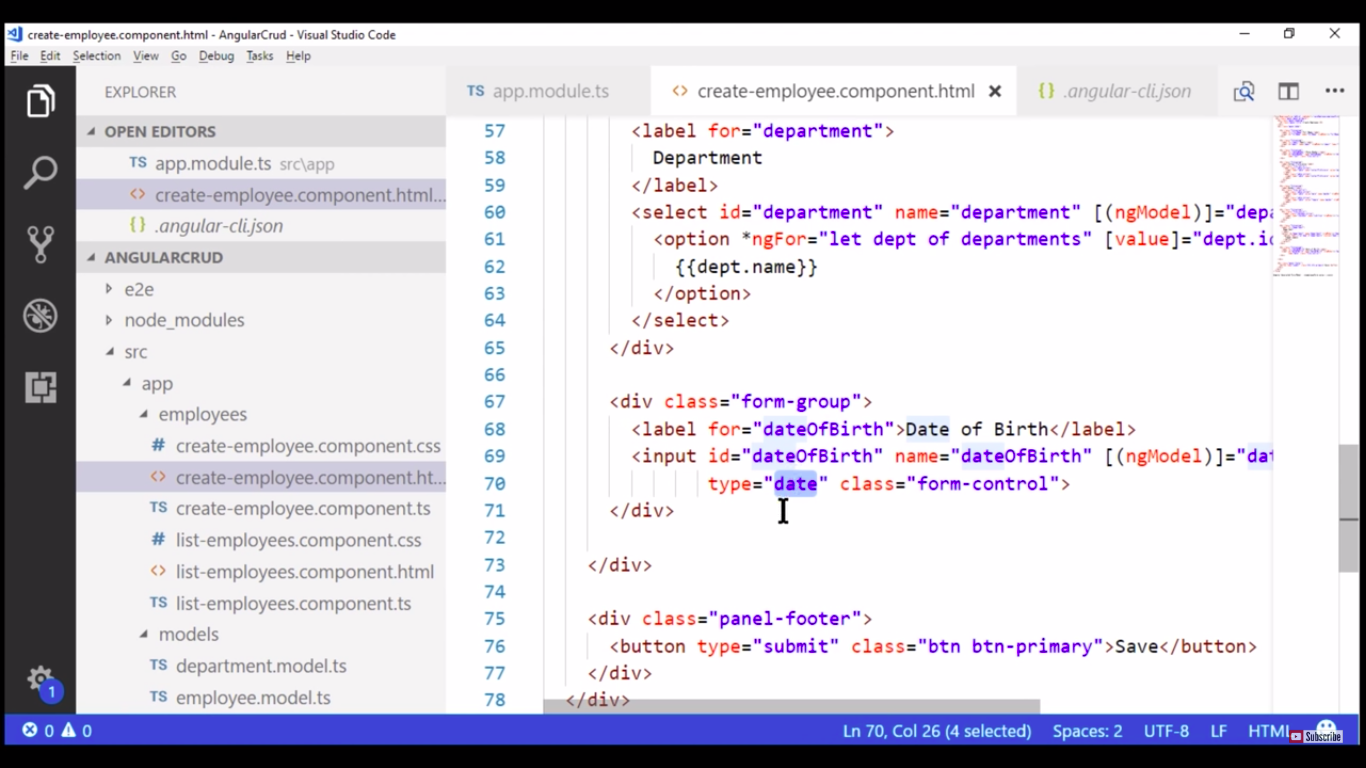 create-employee.component.html - AngularCrud - Visual Studio Code
File Edit Selection View Go Debug Tasks Help
EXPLORER
TS app.module.ts
<> create-employee.component.html
{} .angular-cli.json
OPEN EDITORS
TS app.module.ts src\app
<> create-employee.component.html...
{} .angular-cli.json
ANGULARCRUD
e2e
node_modules
src
app
employees
# create-employee.component.css
<> create-employee.component.ht...
TS create-employee.component.ts
# list-employees.component.css
<> list-employees.component.html
TS list-employees.component.ts
models
TS department.model.ts
TS employee.model.ts
1
57 <label for="department">
58 Department
59 </label>
60 <select id="department" name="department" [(ngModel)]="depa
61 <option *ngFor="let dept of departments" [value]="dept.id
62 {{dept.name}}
63 </option>
64 </select>
65 </div>
66
67 <div class="form-group">
68 <label for="dateOfBirth">Date of Birth</label>
69 <input id="dateOfBirth" name="dateOfBirth" [(ngModel)]="dat
70 type="date" class="form-control">
71 </div>
72
73 </div>
74
75 <div class="panel-footer">
76 <button type="submit" class="btn btn-primary">Save</button>
77 </div>
78 </div>
0 0
Ln 70, Col 26 (4 selected) Spaces: 2 UTF-8 LF HTML
Subscribe